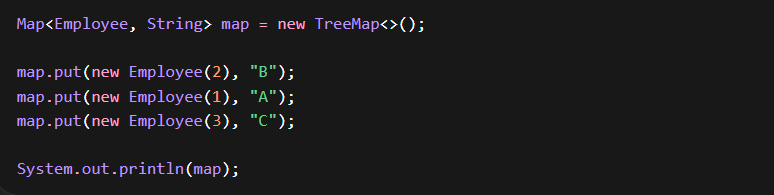 Map<Employee, String> map = new TreeMap<>();
map.put(new Employee(2), "B");
map.put(new Employee(1), "A");
map.put(new Employee(3), "C");
System.out.println(map);